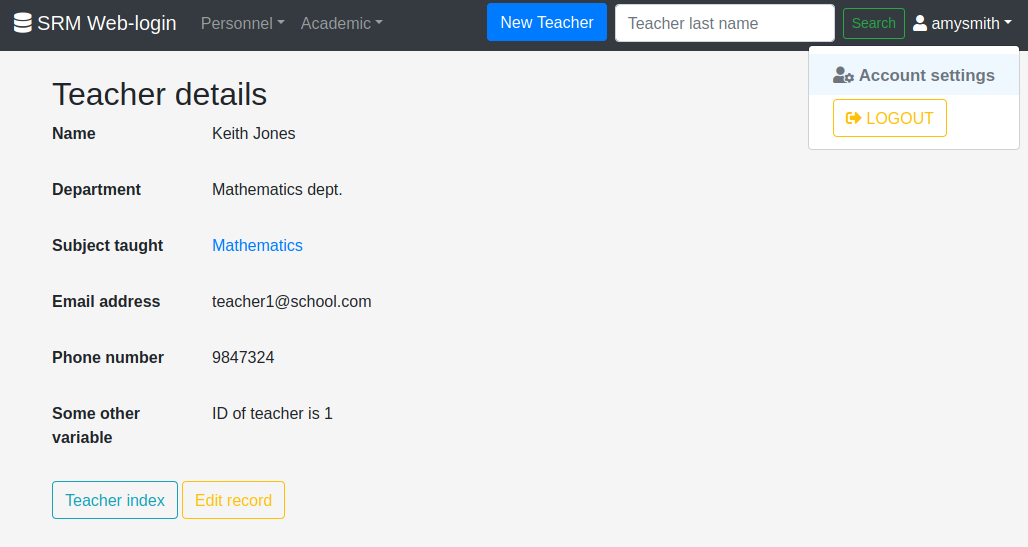 SRM Web-login Personnel Academic New Teacher Teacher last name Search amysmith
Account settings
LOGOUT
Teacher details
Name Keith Jones
Department Mathematics dept.
Subject taught Mathematics
Email address teacher1@school.com
Phone number 9847324
Some other ID of teacher is 1
variable
Teacher index Edit record